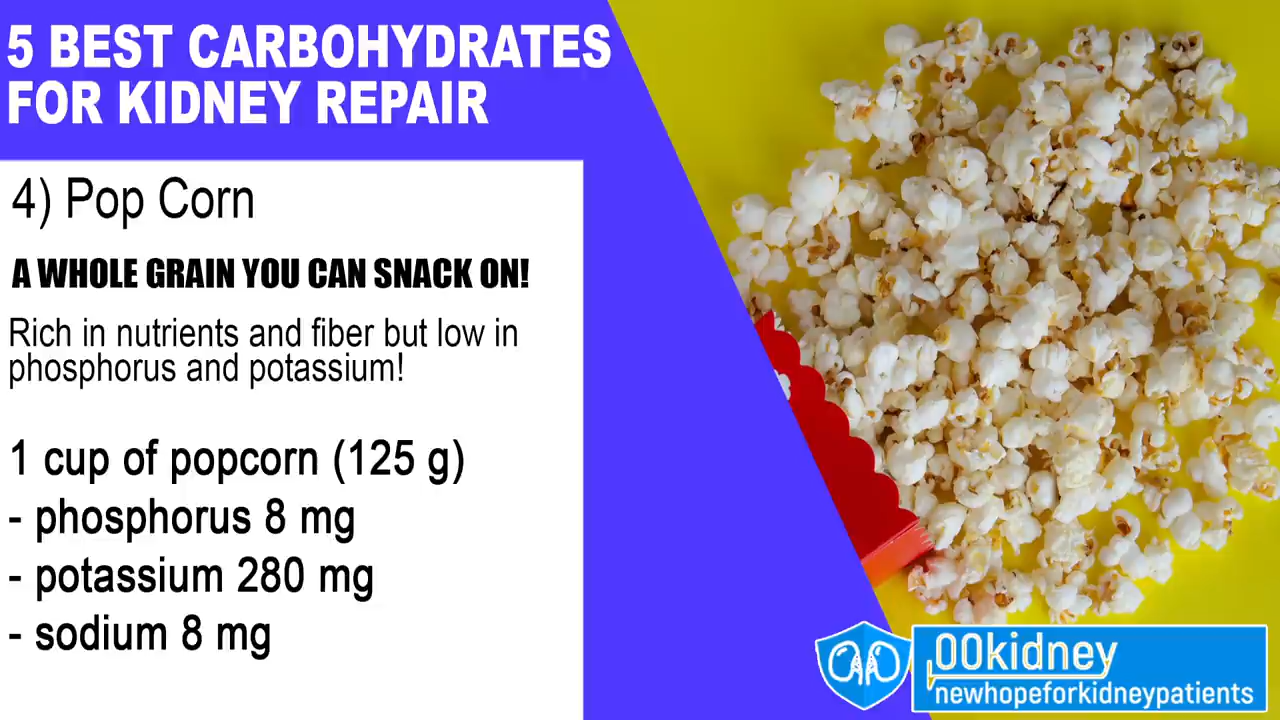 5 BEST CARBOHYDRATES
FOR KIDNEY REPAIR
4) Pop Corn
A WHOLE GRAIN YOU CAN SNACK ON!
Rich in nutrients and fiber but low in
phosphorus and potassium!
1 cup of popcorn (125 g)
- phosphorus 8 mg
- potassium 280 mg
- sodium 8 mg
00kidney
newhopeforkidneypatients